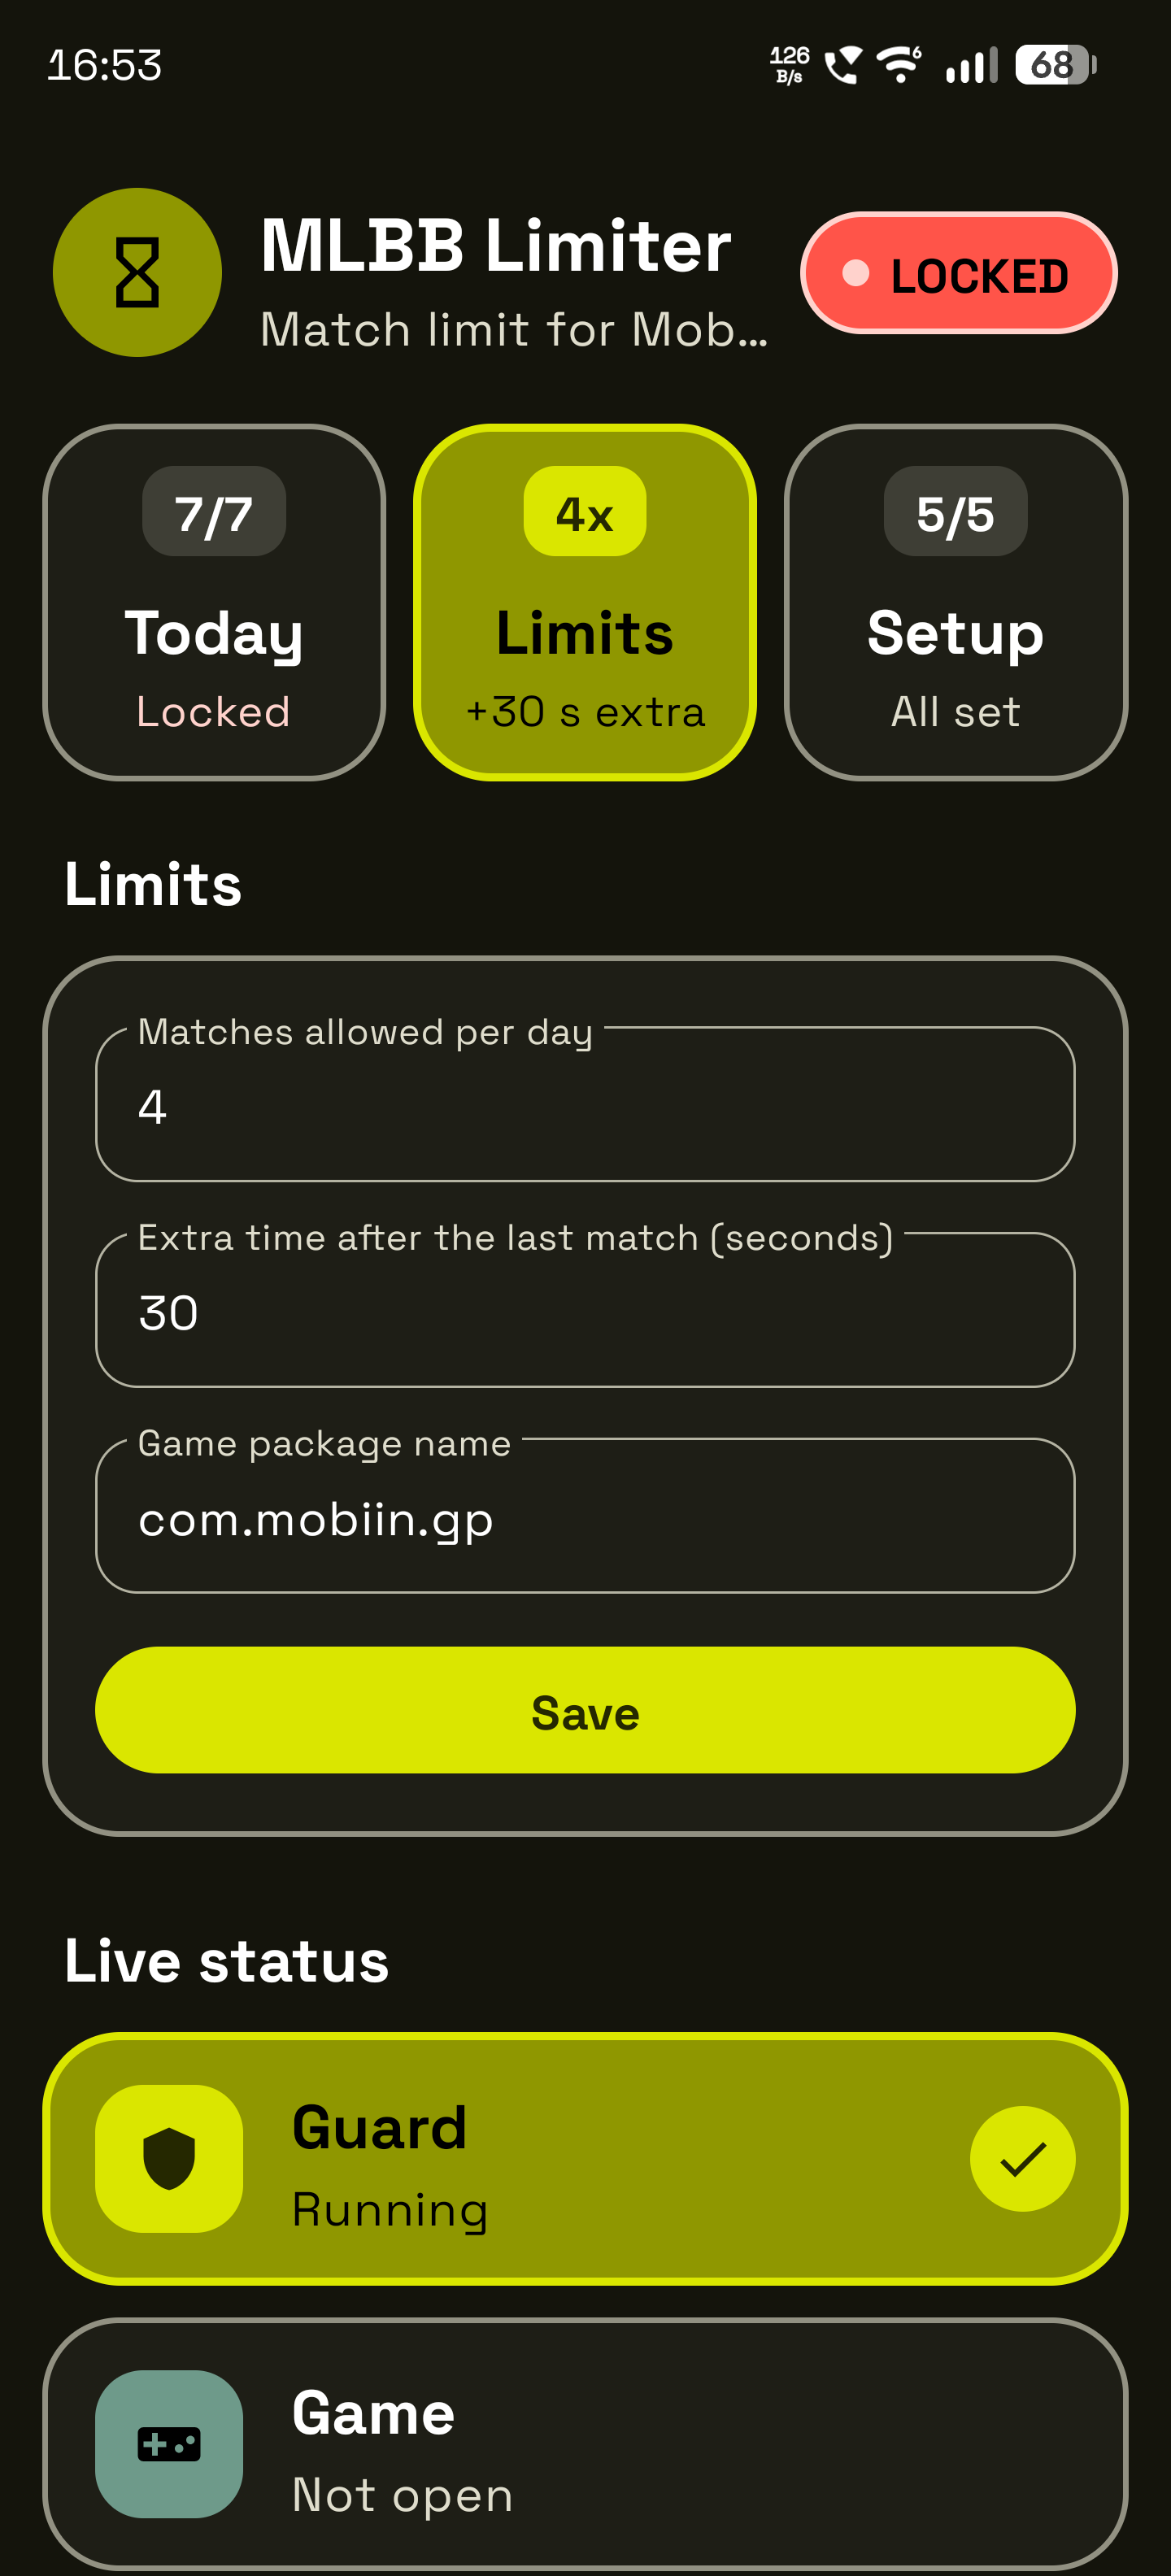 16:53
126
B/s
6
68
MLBB Limiter
LOCKED
Match limit for Mob…
7/7
4x
5/5
Today
Limits
Setup
Locked
+30 s extra
All set
Limits
Matches allowed per day
4
Extra time after the last match (seconds)
30
Game package name
com.mobiin.gp
Save
Live status
Guard
Running
Game
Not open